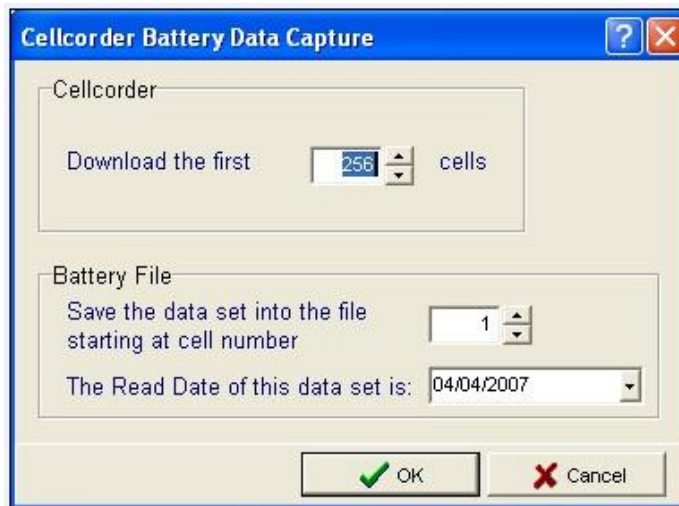 Cellcorder Battery Data Capture
?
Cellcorder
Download the first 256 cells
Battery File
Save the data set into the file
starting at cell number 1
The Read Date of this data set is: 04/04/2007
OK Cancel